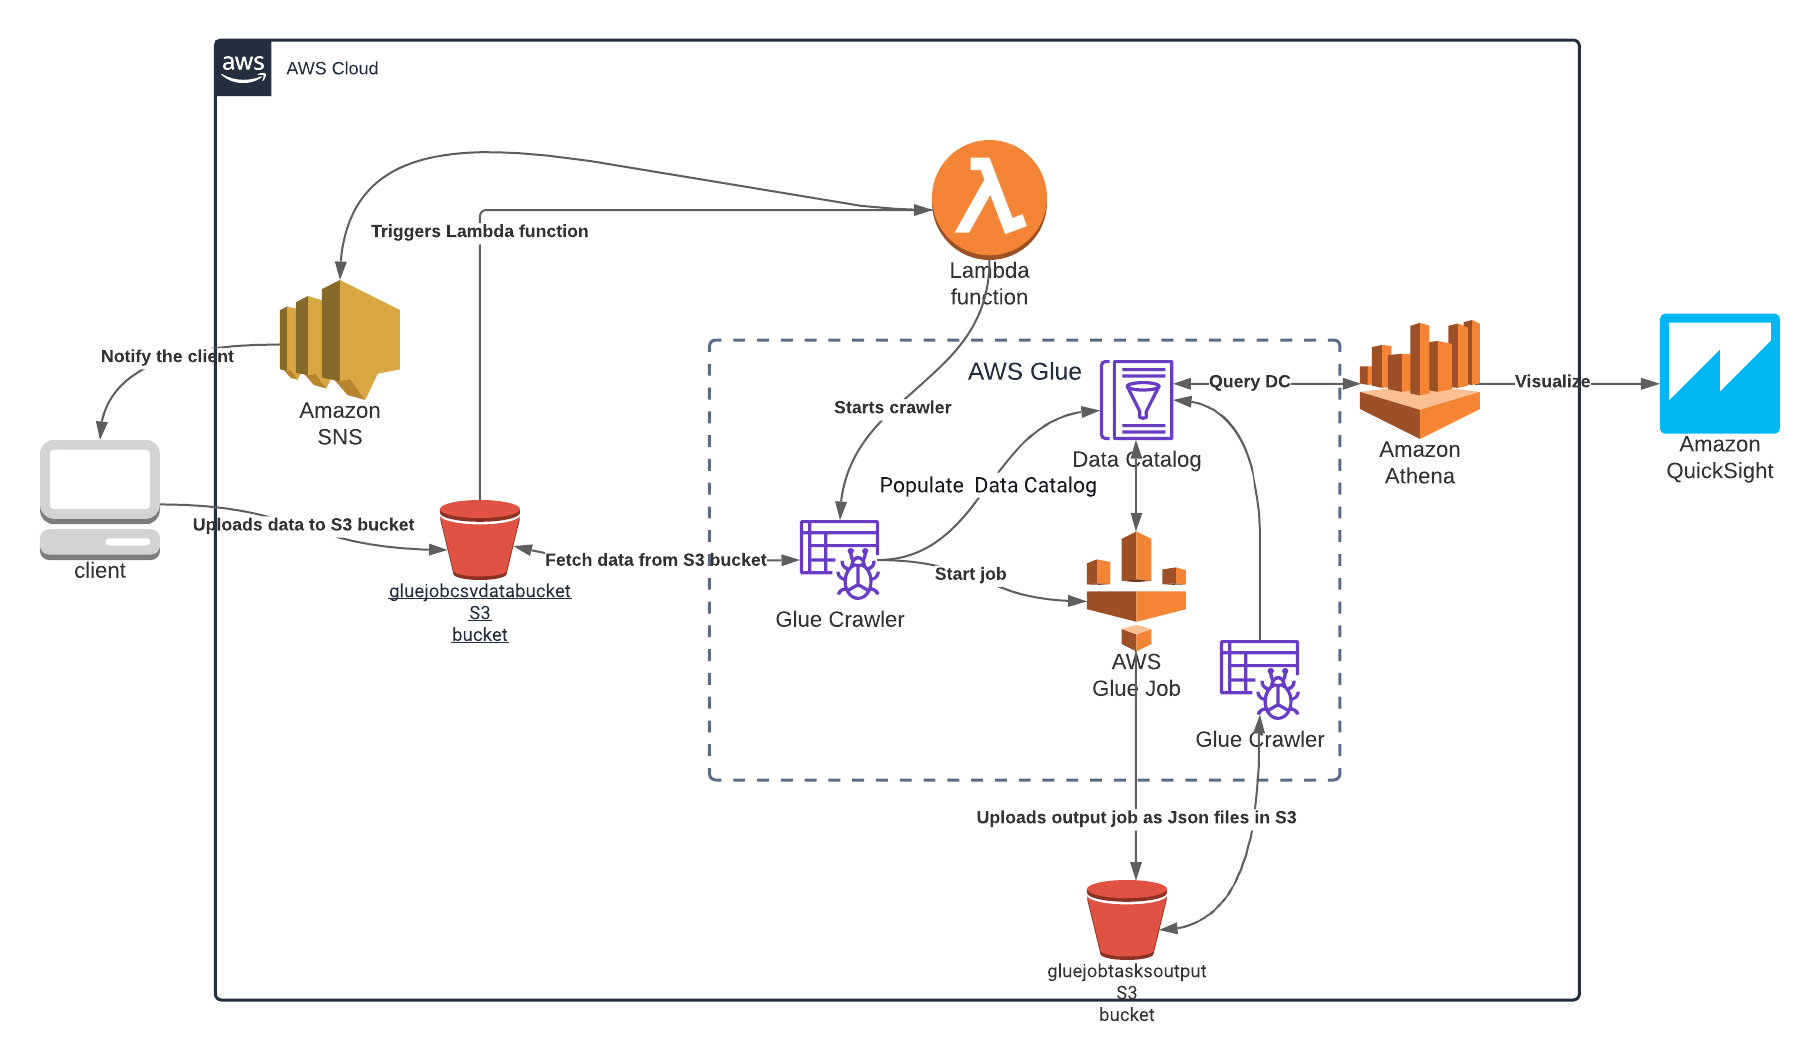 aws
AWS Cloud
Triggers Lambda function
Lambda
function
Notify the client
Amazon
SNS
AWS Glue
Query DC
Visualize
Starts crawler
Amazon
Athena
Amazon
QuickSight
Data Catalog
Populate Data Catalog
Uploads data to S3 bucket
client
Fetch data from S3 bucket
Start job
gluejobcsvdatabucket
S3
bucket
Glue Crawler
AWS
Glue Job
Glue Crawler
Uploads output job as Json files in S3
gluejobtasksoutput
S3
bucket